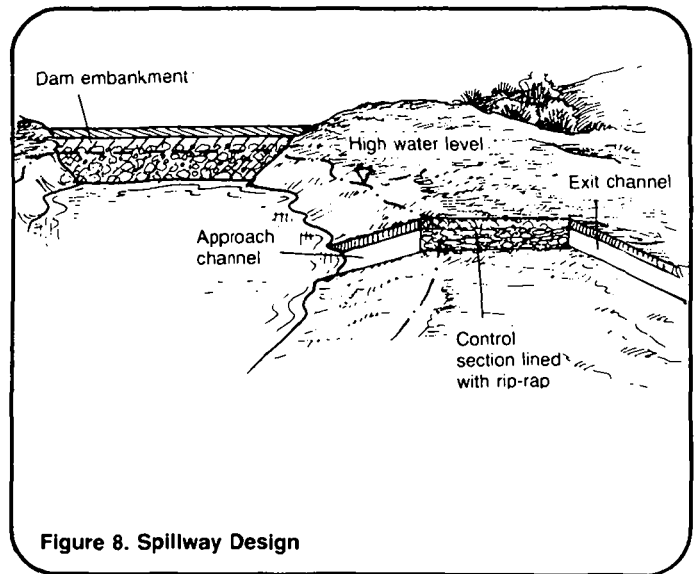 Dam embankment
High water level
Exit channel
Approach
channel
Control
section lined
with rip-rap
Figure 8. Spillway Design